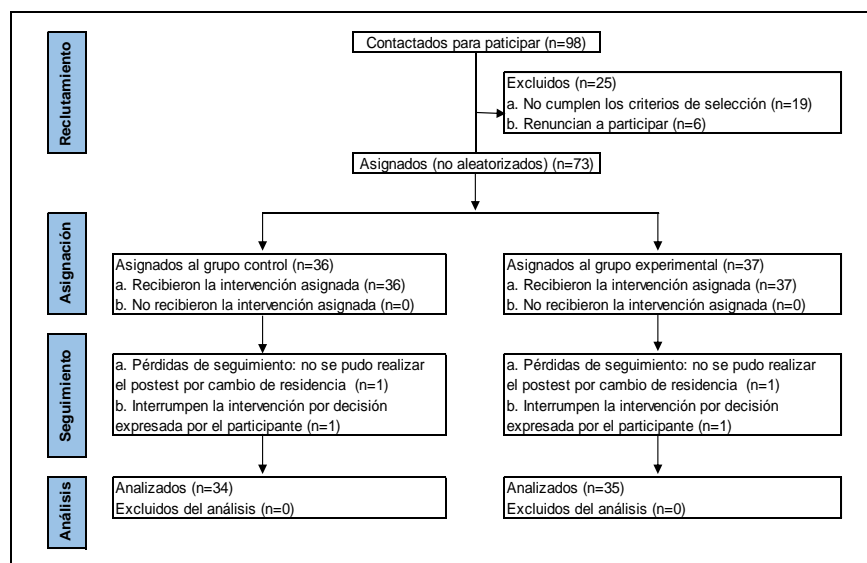 Reclutamiento
Contactados para paticipar (n=98)
Excluidos (n=25)
a. No cumplen los criterios de selección (n=19)
b. Renuncian a participar (n=6)
Asignados (no aleatorizados) (n=73)
Asignación
Asignados al grupo control (n=36)
a. Recibieron la intervención asignada (n=36)
b. No recibieron la intervención asignada (n=0)
Asignados al grupo experimental (n=37)
a. Recibieron la intervención asignada (n=37)
b. No recibieron la intervención asignada (n=0)
Seguimiento
a. Pérdidas de seguimiento: no se pudo realizar
el postest por cambio de residencia (n=1)
b. Interrumpen la intervención por decisión
expresada por el participante (n=1)
a. Pérdidas de seguimiento: no se pudo realizar
el postest por cambio de residencia (n=1)
b. Interrumpen la intervención por decisión
expresada por el participante (n=1)
Análisis
Analizados (n=34)
Excluidos del análisis (n=0)
Analizados (n=35)
Excluidos del análisis (n=0)